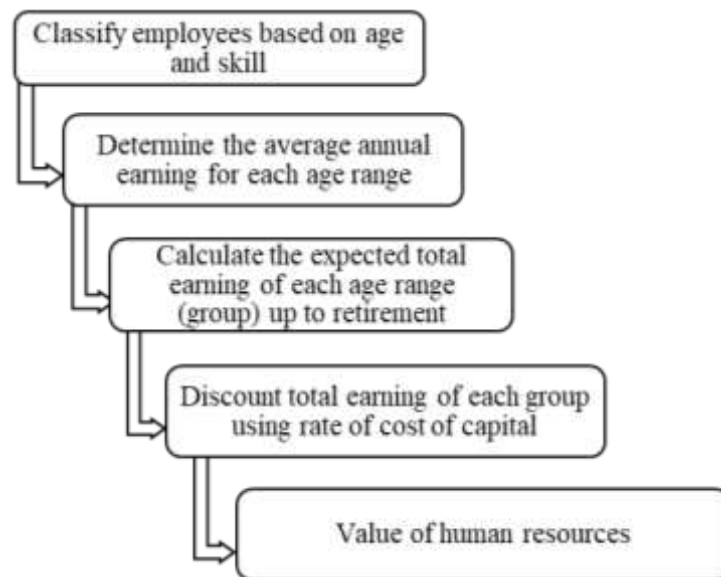 Classify employees based on age
and skill
Determine the average annual
earning for each age range
Calculate the expected total
earning of each age range
(group) up to retirement
Discount total earning of each group
using rate of cost of capital
Value of human resources